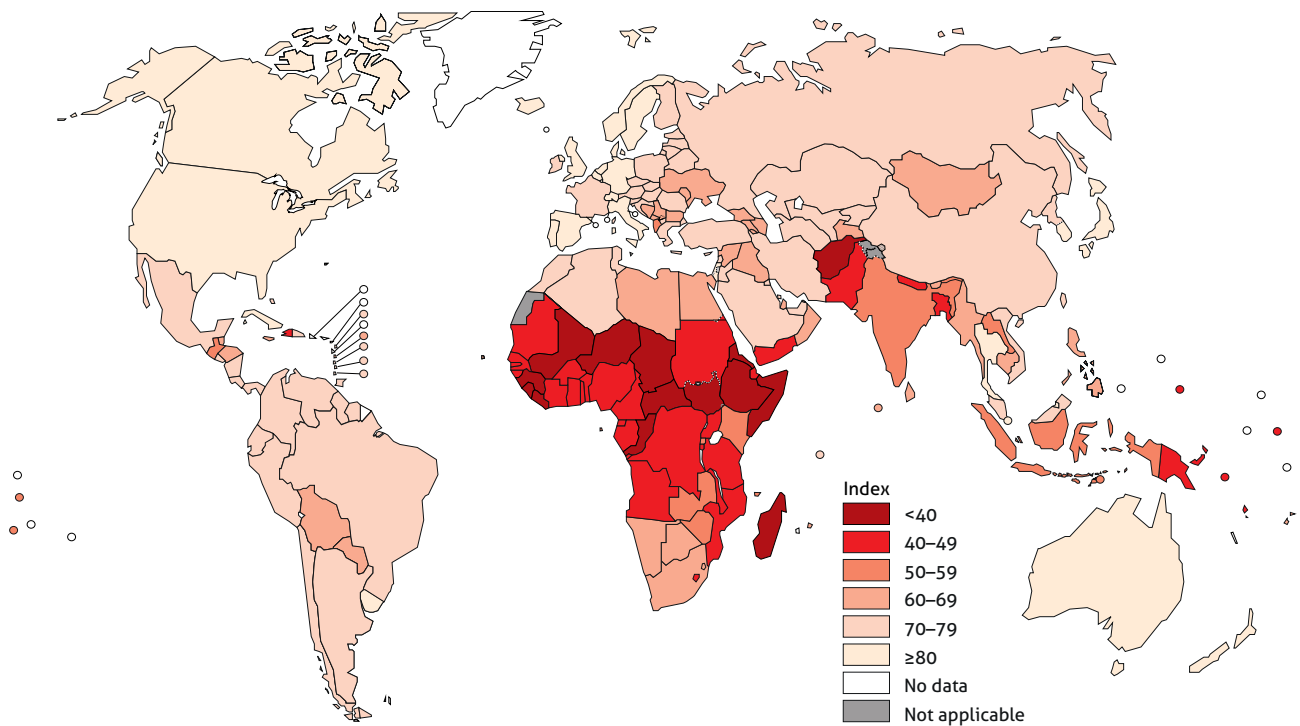 Index
<40
40–49
50–59
60–69
70–79
≥80
No data
Not applicable